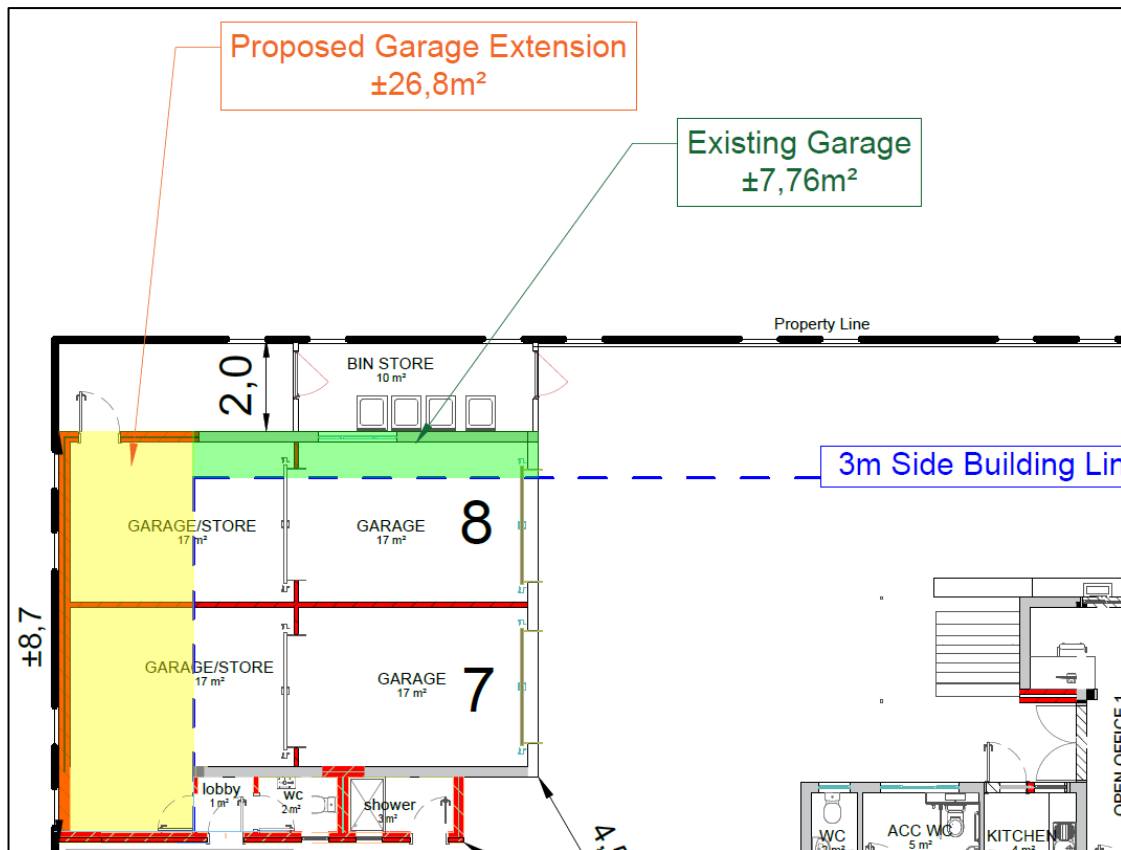 Proposed Garage Extension
±26,8m²
Existing Garage
±7,76m²
Property Line
2,0
BIN STORE
10 m²
3m Side Building Lin
GARAGE/STORE
17 m²
GARAGE
17 m²
8
±8,7
GARAGE/STORE
17 m²
GARAGE
17 m²
7
OPEN OFFICE 1
lobby
1 m²
wc
2 m²
shower
3 m²
WC
ACC WC
5 m²
KITCHEN
4 m²